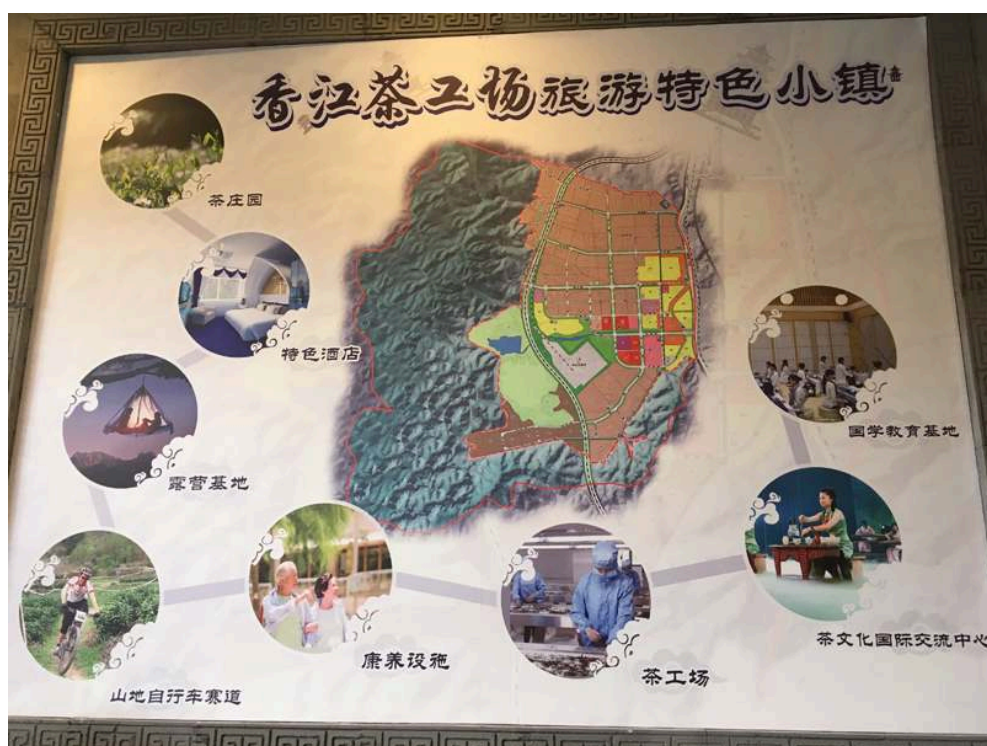 香江茶工场旅游特色小镇
茶庄园
特色酒店
露营基地
山地自行车赛道
康养设施
茶工场
茶文化国际交流中心
国学教育基地